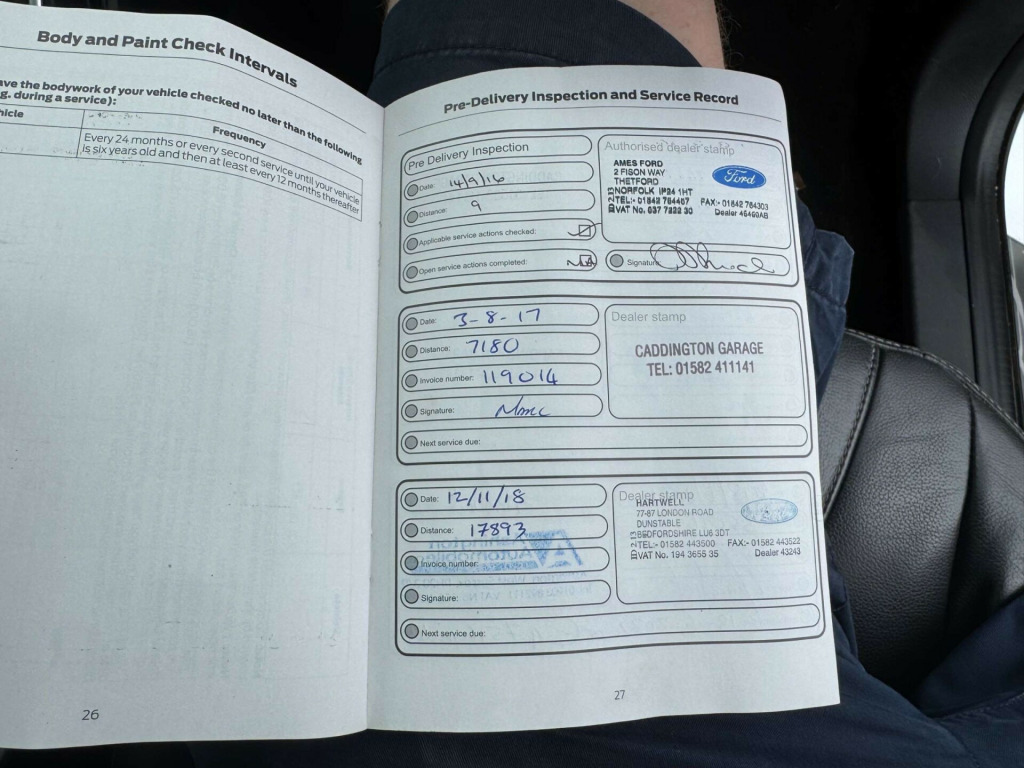 Body and Paint Check Intervals
ave the bodywork of your vehicle checked no later than the following
g. during a service):
hicle
Frequency
Every 24 months or every second service until your vehicle
is six years old and then at least every 12 months thereafter
26
Pre-Delivery Inspection and Service Record
Pre Delivery Inspection
Date: 14/9/16
Distance: 9
Applicable service actions checked:
Open service actions completed:
Authorised dealer stamp
AMES FORD
2 FISON WAY
THETFORD
NORFOLK IP24 1HT
TEL:- 01842 764467 FAX:- 01842 764303
VAT No. 637 7222 30 Dealer 45460AB
Ford
Signature:
Date: 3-8-17
Distance: 7180
Invoice number: 119014
Signature:
Next service due:
Dealer stamp
CADDINGTON GARAGE
TEL: 01582 411141
Date: 12/11/18
Distance: 17893
Invoice number:
Signature:
Next service due:
Dealer stamp
HARTWELL
77-87 LONDON ROAD
DUNSTABLE
BEDFORDSHIRE LU6 3DT
TEL:- 01582 443500 FAX:- 01582 443522
VAT No. 194 3655 35 Dealer 43243
27